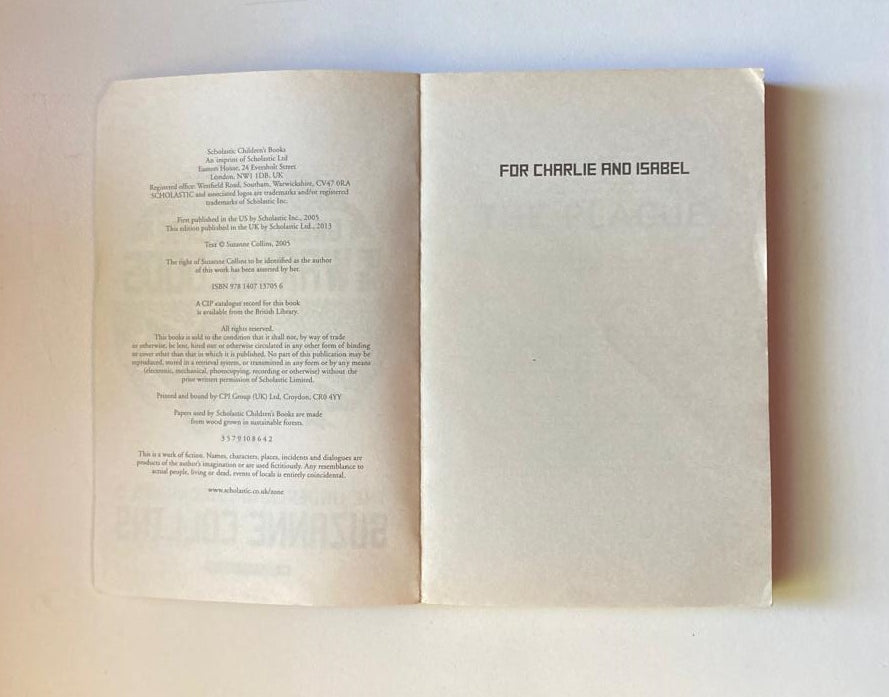 Scholastic Children's Books
An imprint of Scholastic Ltd
Euston House, 24 Eversholt Street
London, NW1 1DB, UK
Registered office: Westfield Road, Southam, Warwickshire, CV47 0RA
SCHOLASTIC and associated logos are trademarks and/or registered
trademarks of Scholastic Inc.
First published in the US by Scholastic Inc., 2005
This edition published in the UK by Scholastic Ltd., 2013
Text © Suzanne Collins, 2005
The right of Suzanne Collins to be identified as the author
of this work has been asserted by her.
ISBN 978 1407 13705 6
A CIP catalogue record for this book
is available from the British Library.
All rights reserved.
This book is sold to the condition that it shall not, by way of trade
or otherwise, be lent, hired out or otherwise circulated in any other form of binding
or cover other than that in which it is published. No part of this publication may be
reproduced, stored in a retrieval system, or transmitted in any form or by any means
(electronic, mechanical, photocopying, recording or otherwise) without the
prior written permission of Scholastic Limited.
Printed and bound by CPI Group (UK) Ltd, Croydon, CR0 4YY
Papers used by Scholastic Children's Books are made
from wood grown in sustainable forests.
3 5 7 9 10 8 6 4 2
This is a work of fiction. Names, characters, places, incidents and dialogues are
products of the author's imagination or are used fictitiously. Any resemblance to
actual people, living or dead, events of locals is entirely coincidental.
www.scholastic.co.uk/zone
FOR CHARLIE AND ISABEL
SUZANNE COLLINS